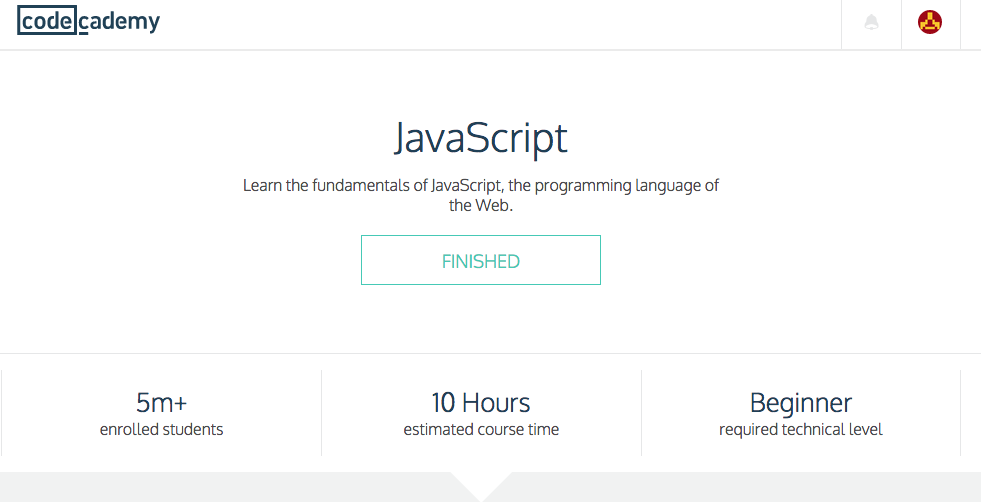 codecademy
JavaScript
Learn the fundamentals of JavaScript, the programming language of
the Web.
FINISHED
5m+
enrolled students
10 Hours
estimated course time
Beginner
required technical level